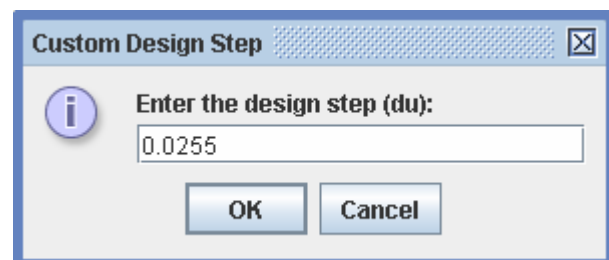 Custom Design Step
Enter the design step (du):
0.0255
OK Cancel